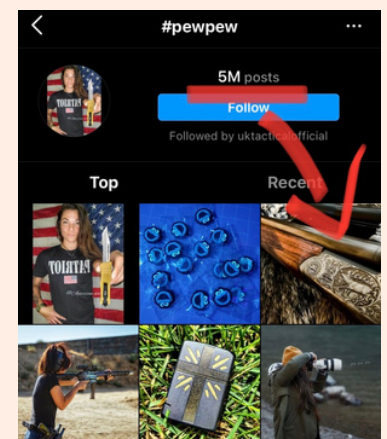 #pewpew
5M posts
Follow
Followed by uktacticalofficial
Top
Recent
PATRIOT